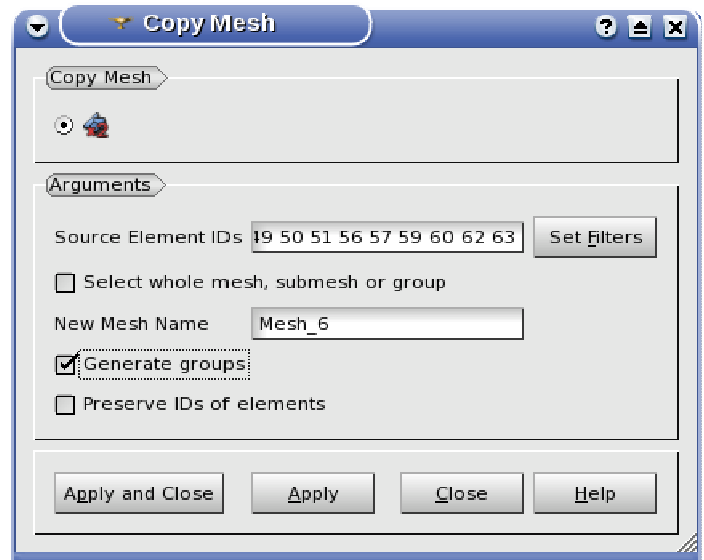 Copy Mesh
Copy Mesh
Arguments
Source Element IDs 49 50 51 56 57 59 60 62 63 Set Filters
Select whole mesh, submesh or group
New Mesh Name Mesh_6
Generate groups
Preserve IDs of elements
Apply and Close Apply Close Help